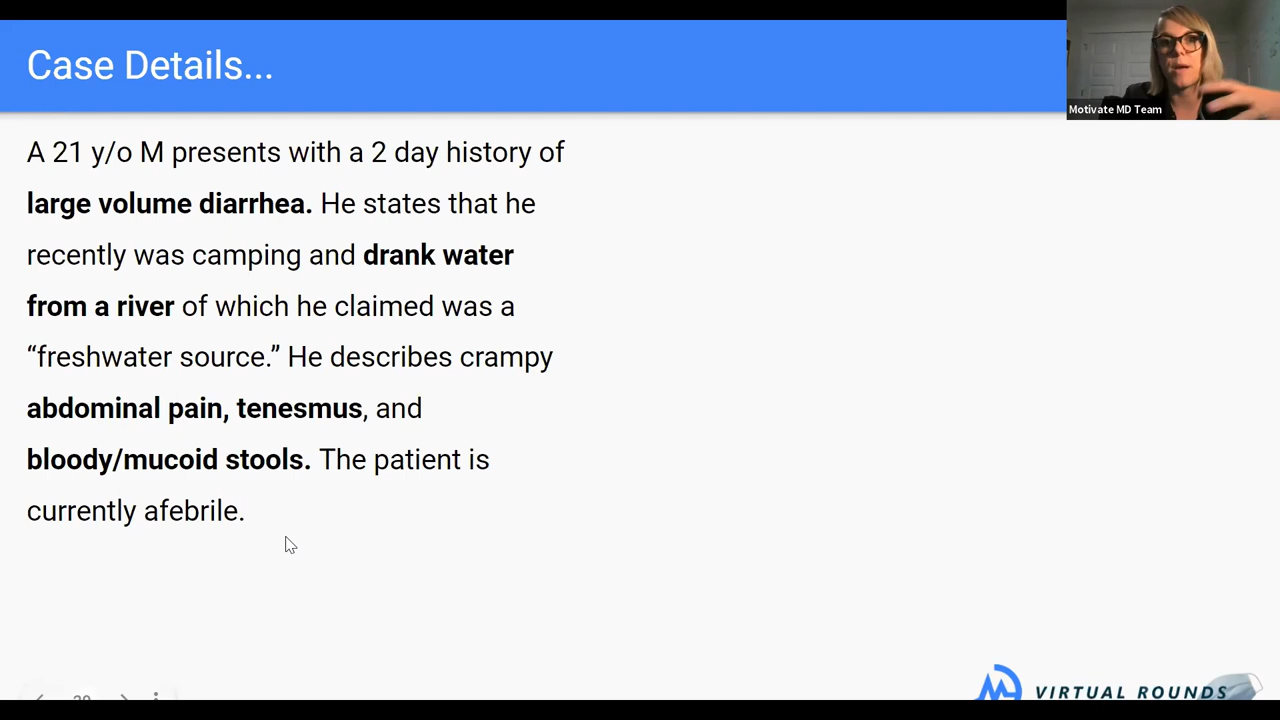 Case Details...
Motivate MD Team
A 21 y/o M presents with a 2 day history of
large volume diarrhea. He states that he
recently was camping and drank water
from a river of which he claimed was a
“freshwater source.” He describes crampy
abdominal pain, tenesmus, and
bloody/mucoid stools. The patient is
currently afebrile.
VIRTUAL ROUNDS